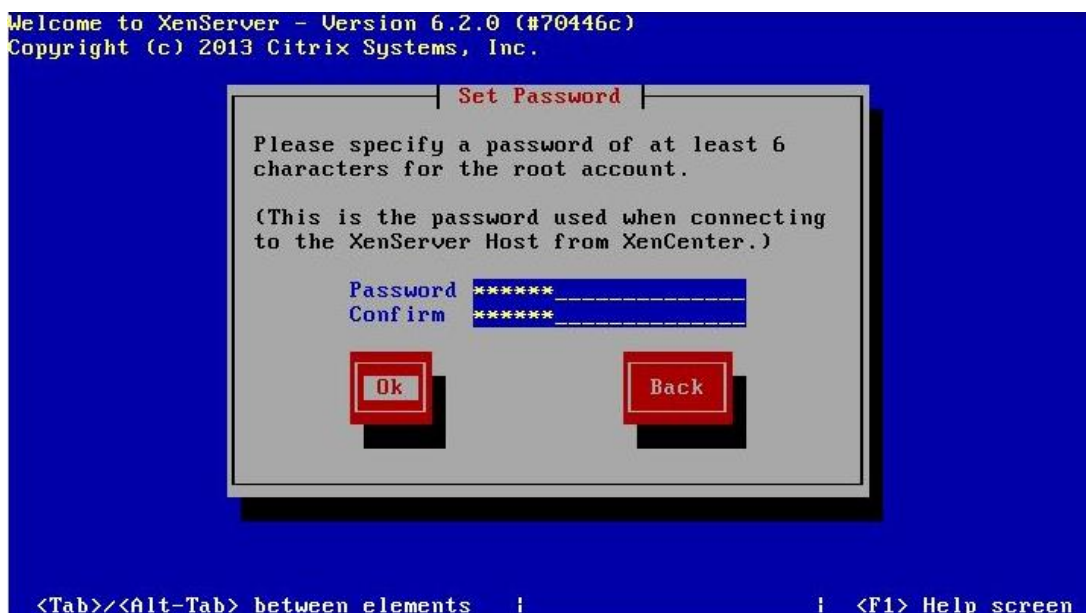 Welcome to XenServer - Version 6.2.0 (#70446c)
Copyright (c) 2013 Citrix Systems, Inc.
Set Password
Please specify a password of at least 6
characters for the root account.
(This is the password used when connecting
to the XenServer Host from XenCenter.)
Password ******______________
Confirm ******______________
Ok Back
<Tab>/<Alt-Tab> between elements | | <F1> Help screen